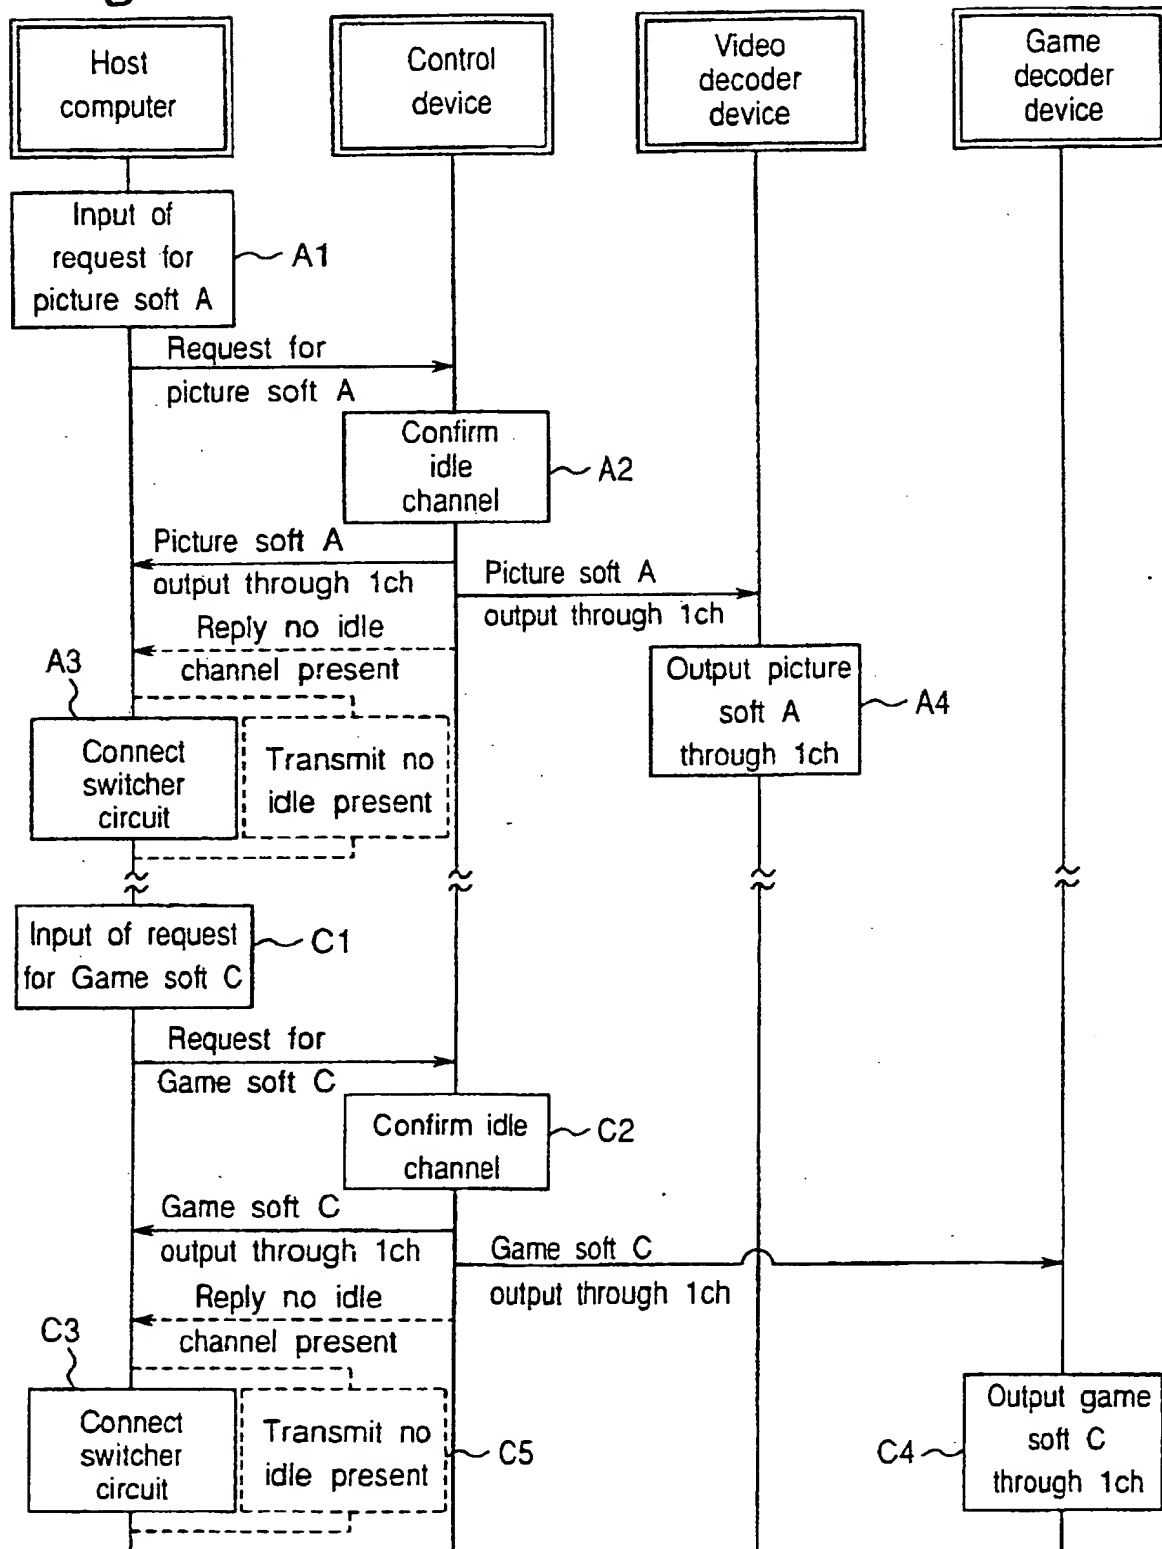 Host
computer
Control
device
Video
decoder
device
Game
decoder
device
Input of
request for
picture soft A
A1
Request for
picture soft A
Confirm
idle
channel
A2
Picture soft A
output through 1ch
Picture soft A
output through 1ch
Reply no idle
channel present
A3
Output picture
soft A
through 1ch
A4
Connect
switcher
circuit
Transmit no
idle present
Input of request
for Game soft C
C1
Request for
Game soft C
Confirm idle
channel
C2
Game soft C
output through 1ch
Game soft C
output through 1ch
Reply no idle
channel present
C3
Connect
switcher
circuit
Transmit no
idle present
C5
C4
Output game
soft C
through 1ch